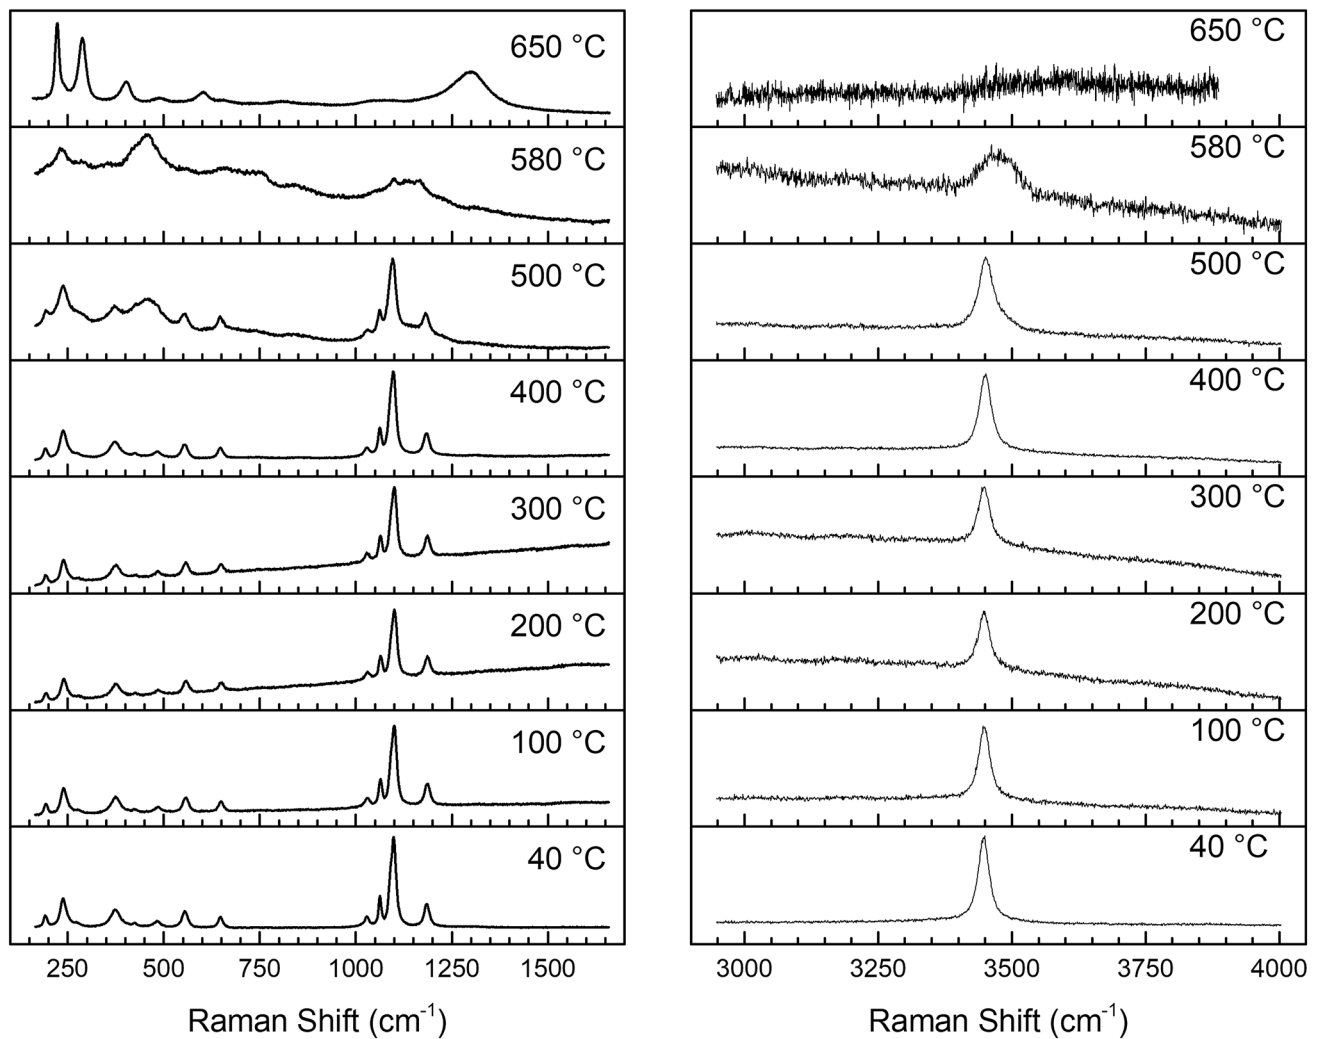 650 °C 650 °C
580 °C 580 °C
500 °C 500 °C
400 °C 400 °C
300 °C 300 °C
200 °C 200 °C
100 °C 100 °C
40 °C 40 °C
250 500 750 1000 1250 1500 3000 3250 3500 3750 4000
Raman Shift (cm⁻¹) Raman Shift (cm⁻¹)